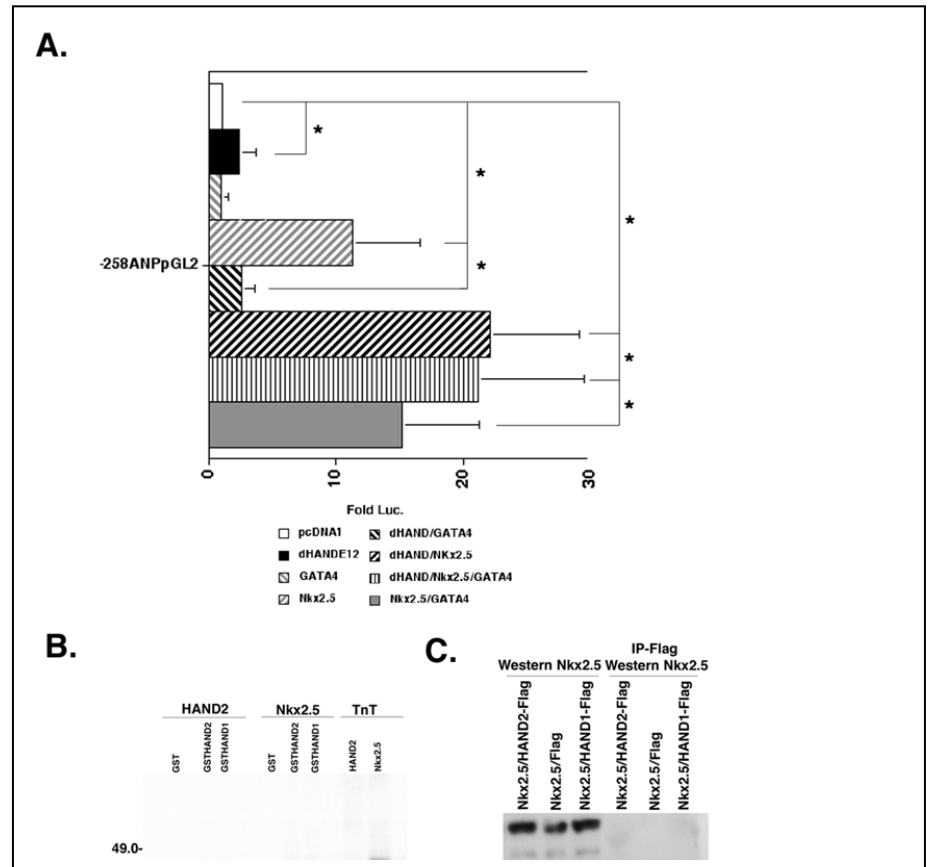 A.
*
*
*
-258ANPpGL2
*
*
*
0
10
20
30
Fold Luc.
pcDNA1
dHANDE12
GATA4
Nkx2.5
dHAND/GATA4
dHAND/NKx2.5
dHAND/Nkx2.5/GATA4
Nkx2.5/GATA4
B.
HAND2
Nkx2.5
TnT
GST
GSTHAND2
GSTHAND1
GST
GSTHAND2
GSTHAND1
HAND2
Nkx2.5
49.0-
C.
Western Nkx2.5
IP-Flag
Western Nkx2.5
Nkx2.5/HAND2-Flag
Nkx2.5/Flag
Nkx2.5/HAND1-Flag
Nkx2.5/HAND2-Flag
Nkx2.5/Flag
Nkx2.5/HAND1-Flag